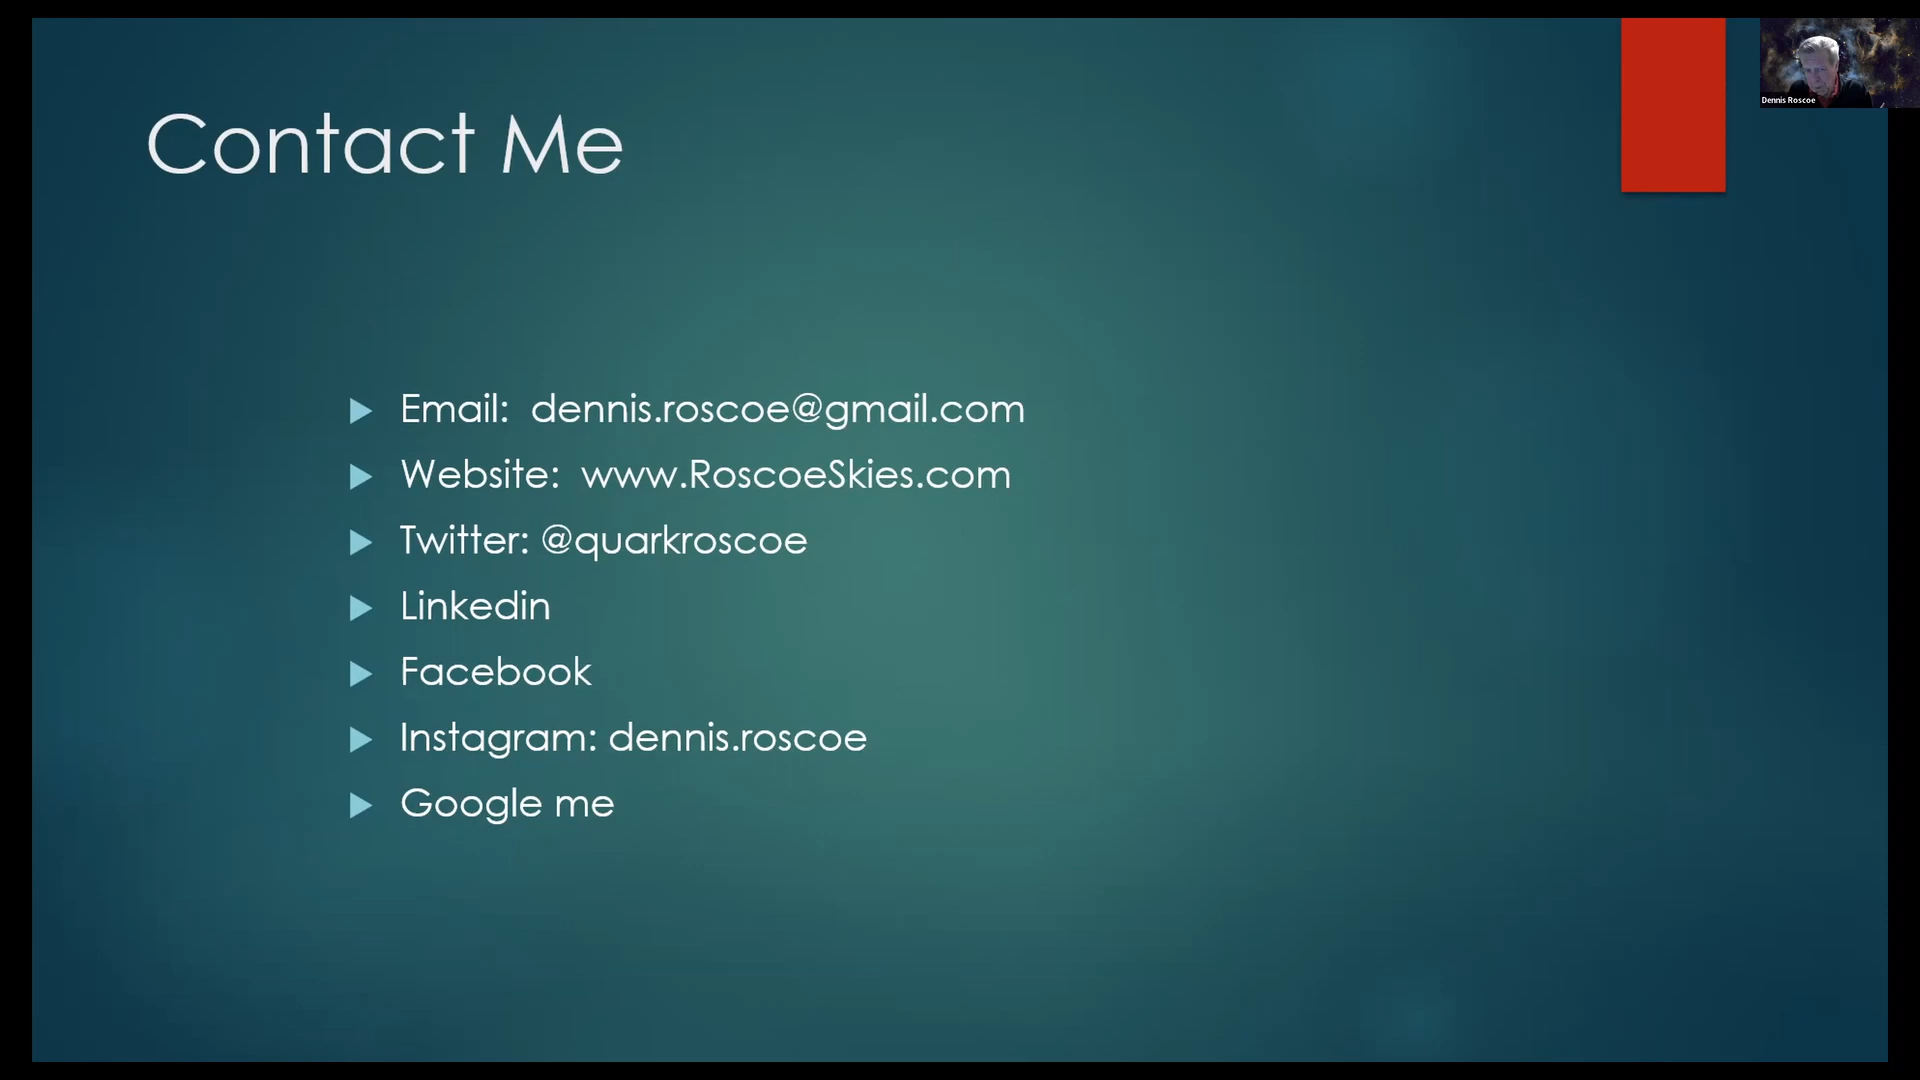 Dennis Roscoe
Contact Me
Email:  dennis.roscoe@gmail.com
Website:  www.RoscoeSkies.com
Twitter: @quarkroscoe
Linkedin
Facebook
Instagram: dennis.roscoe
Google me